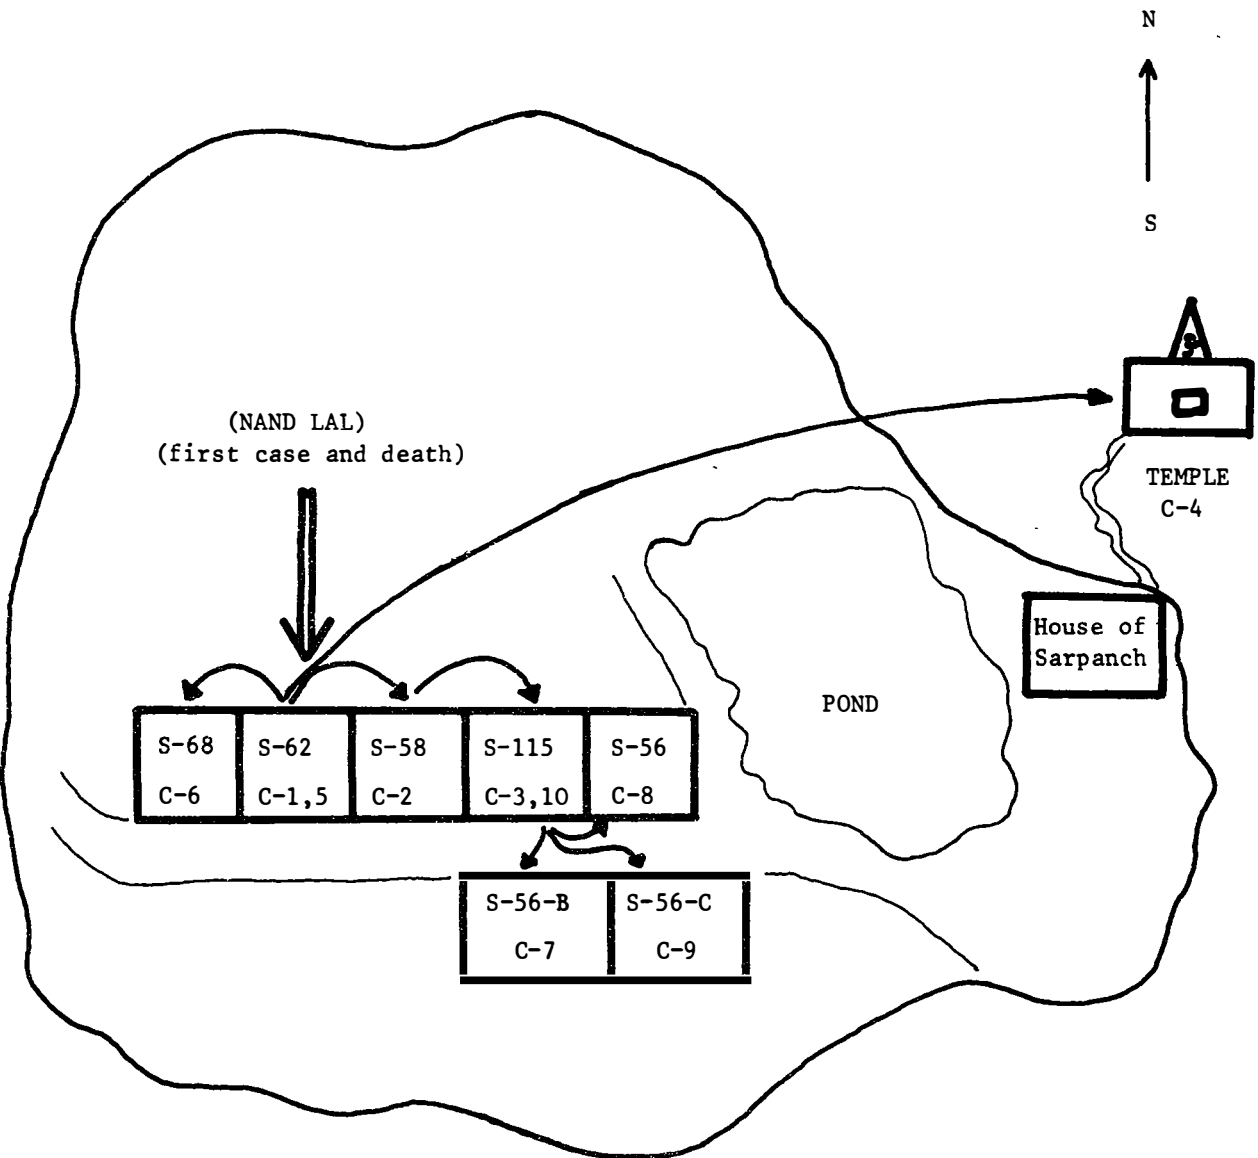 N
S
(NAND LAL)
(first case and death)
TEMPLE
C-4
House of
Sarpanch
POND
S-68 S-62 S-58 S-115 S-56
C-6 C-1,5 C-2 C-3,10 C-8
S-56-B S-56-C
C-7 C-9